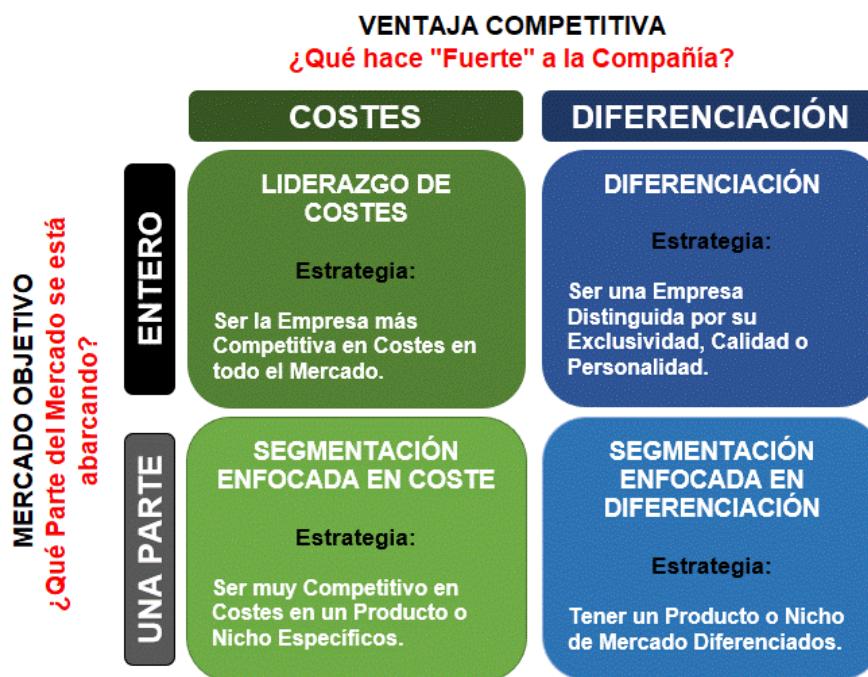 VENTAJA COMPETITIVA
¿Qué hace "Fuerte" a la Compañía?
COSTES
DIFERENCIACIÓN
MERCADO OBJETIVO
¿Qué Parte del Mercado se está
abarcando?
ENTERO
LIDERAZGO DE
COSTES
Estrategia:
Ser la Empresa más
Competitiva en Costes en
todo el Mercado.
DIFERENCIACIÓN
Estrategia:
Ser una Empresa
Distinguida por su
Exclusividad, Calidad o
Personalidad.
UNA PARTE
SEGMENTACIÓN
ENFOCADA EN COSTE
Estrategia:
Ser muy Competitivo en
Costes en un Producto o
Nicho Específicos.
SEGMENTACIÓN
ENFOCADA EN
DIFERENCIACIÓN
Estrategia:
Tener un Producto o Nicho
de Mercado Diferenciados.